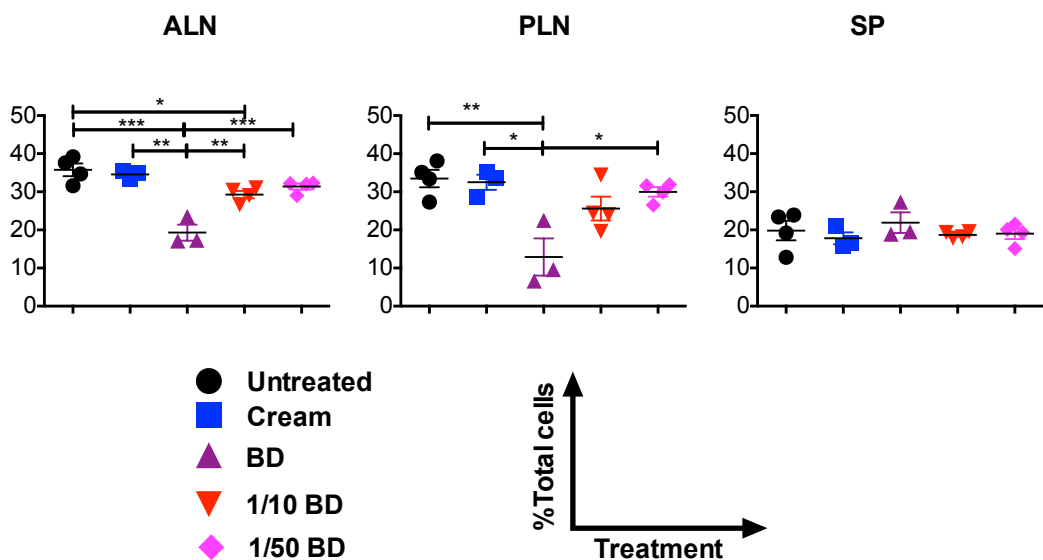 ALN PLN SP
50 50 50
* ** 
*** *** * *
** **
40 40 40
30 30 30
20 20 20
10 10 10
0 0 0
Untreated
Cream
BD
1/10 BD
1/50 BD
%Total cells
Treatment